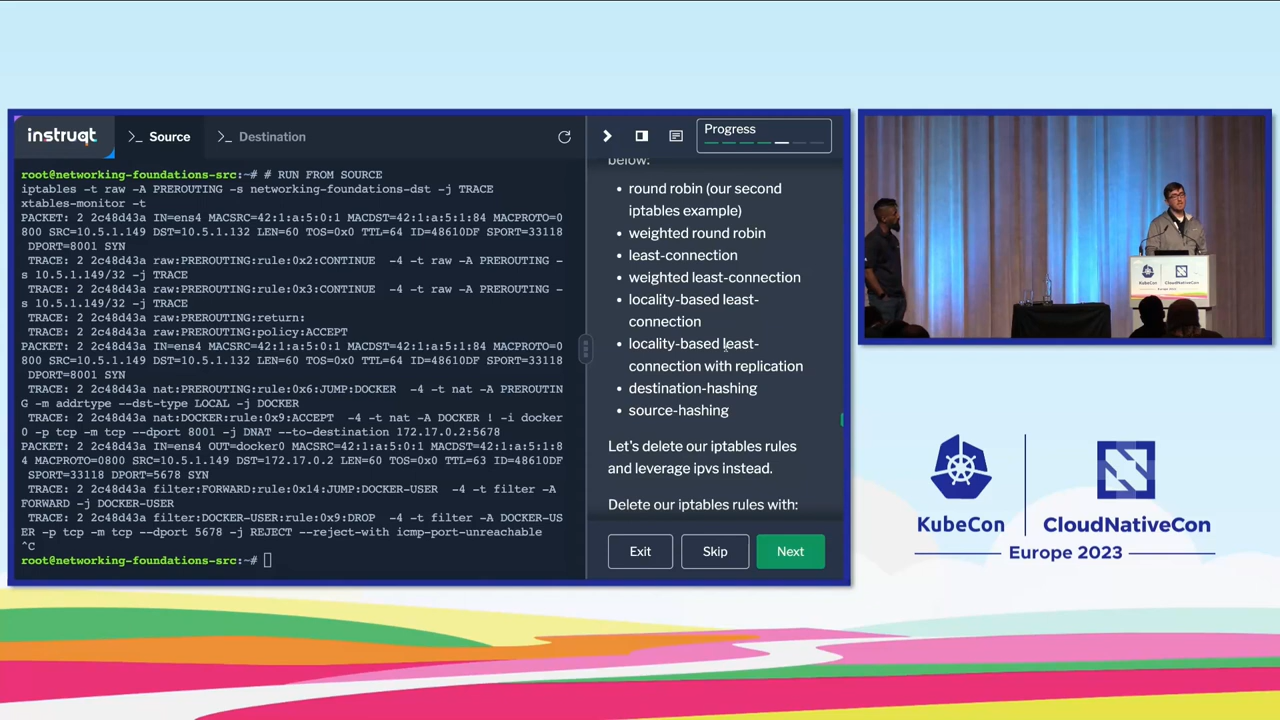 instruqt
>_ Source
>_ Destination
root@networking-foundations-src:~# # RUN FROM SOURCE
iptables -t raw -A PREROUTING -s networking-foundations-dst -j TRACE
xtables-monitor -t
PACKET: 2 2c48d43a IN=ens4 MACSRC=42:1:a:5:0:1 MACDST=42:1:a:5:1:84 MACPROTO=0
800 SRC=10.5.1.149 DST=10.5.1.132 LEN=60 TOS=0x0 TTL=64 ID=48610DF SPORT=33118
DPORT=8001 SYN
TRACE: 2 2c48d43a raw:PREROUTING:rule:0x2:CONTINUE -4 -t raw -A PREROUTING -
s 10.5.1.149/32 -j TRACE
TRACE: 2 2c48d43a raw:PREROUTING:rule:0x3:CONTINUE -4 -t raw -A PREROUTING -
s 10.5.1.149/32 -j TRACE
TRACE: 2 2c48d43a raw:PREROUTING:return:
TRACE: 2 2c48d43a raw:PREROUTING:policy:ACCEPT
PACKET: 2 2c48d43a IN=ens4 MACSRC=42:1:a:5:0:1 MACDST=42:1:a:5:1:84 MACPROTO=0
800 SRC=10.5.1.149 DST=10.5.1.132 LEN=60 TOS=0x0 TTL=64 ID=48610DF SPORT=33118
DPORT=8001 SYN
TRACE: 2 2c48d43a nat:PREROUTING:rule:0x6:JUMP:DOCKER -4 -t nat -A PREROUTIN
G -m addrtype --dst-type LOCAL -j DOCKER
TRACE: 2 2c48d43a nat:DOCKER:rule:0x9:ACCEPT -4 -t nat -A DOCKER ! -i docker
0 -p tcp -m tcp --dport 8001 -j DNAT --to-destination 172.17.0.2:5678
PACKET: 2 2c48d43a IN=ens4 OUT=docker0 MACSRC=42:1:a:5:0:1 MACDST=42:1:a:5:1:8
4 MACPROTO=0800 SRC=10.5.1.149 DST=172.17.0.2 LEN=60 TOS=0x0 TTL=63 ID=48610DF
SPORT=33118 DPORT=5678 SYN
TRACE: 2 2c48d43a filter:FORWARD:rule:0x14:JUMP:DOCKER-USER -4 -t filter -A
FORWARD -j DOCKER-USER
TRACE: 2 2c48d43a filter:DOCKER-USER:rule:0x9:DROP -4 -t filter -A DOCKER-US
ER -p tcp -m tcp --dport 5678 -j REJECT --reject-with icmp-port-unreachable
^C
root@networking-foundations-src:~#
Progress
below:
• round robin (our second
iptables example)
• weighted round robin
• least-connection
• weighted least-connection
• locality-based least-
connection
• locality-based least-
connection with replication
• destination-hashing
• source-hashing
Let's delete our iptables rules
and leverage ipvs instead.
Delete our iptables rules with:
Exit
Skip
Next
KubeCon
CloudNativeCon
Europe 2023